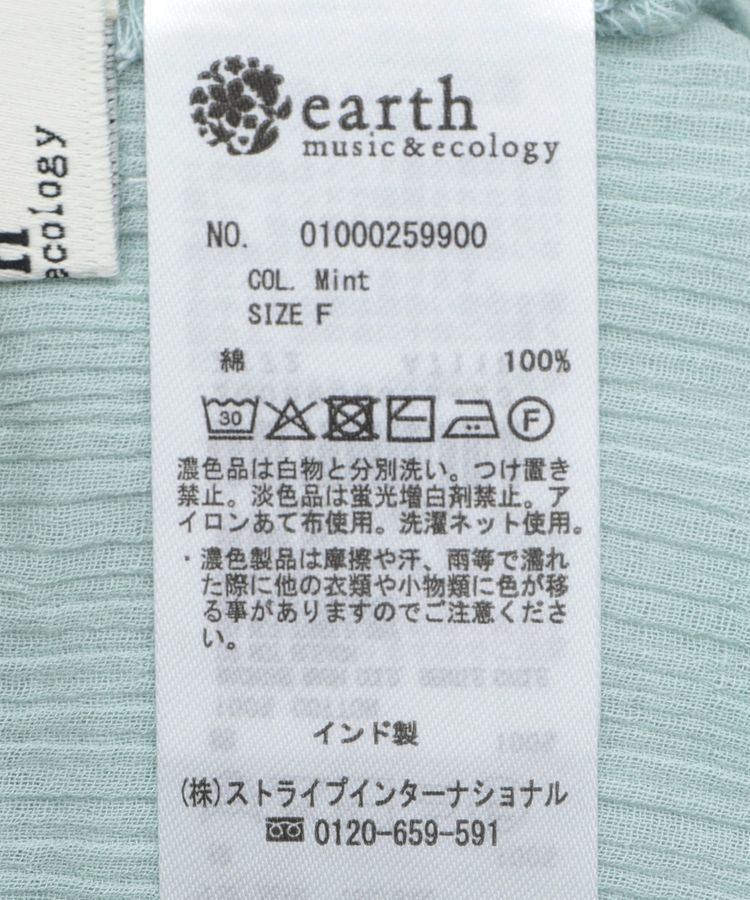 ecology
earth
music&ecology
NO. 01000259900
COL. Mint
SIZE F
綿 100%
30 F
濃色品は白物と分別洗い。つけ置き
禁止。淡色品は蛍光増白剤禁止。ア
イロンあて布使用。洗濯ネット使用。
・濃色製品は摩擦や汗、雨等で濡れ
た際に他の衣類や小物類に色が移
る事がありますのでご注意くださ
い。
インド製
(株)ストライプインターナショナル
0120-659-591